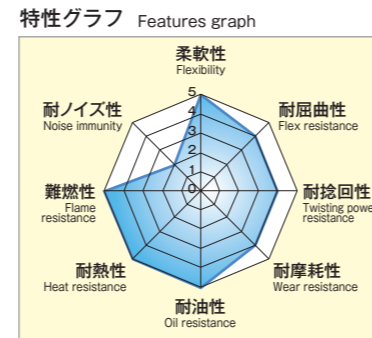 特性グラフ Features graph
柔軟性
Flexibility
耐ノイズ性
Noise immunity
耐屈曲性
Flex resistance
5
4
3
2
1
0
難燃性
Flame
resistance
耐捻回性
Twisting powe
resistance
耐熱性
Heat resistance
耐摩耗性
Wear resistance
耐油性
Oil resistance